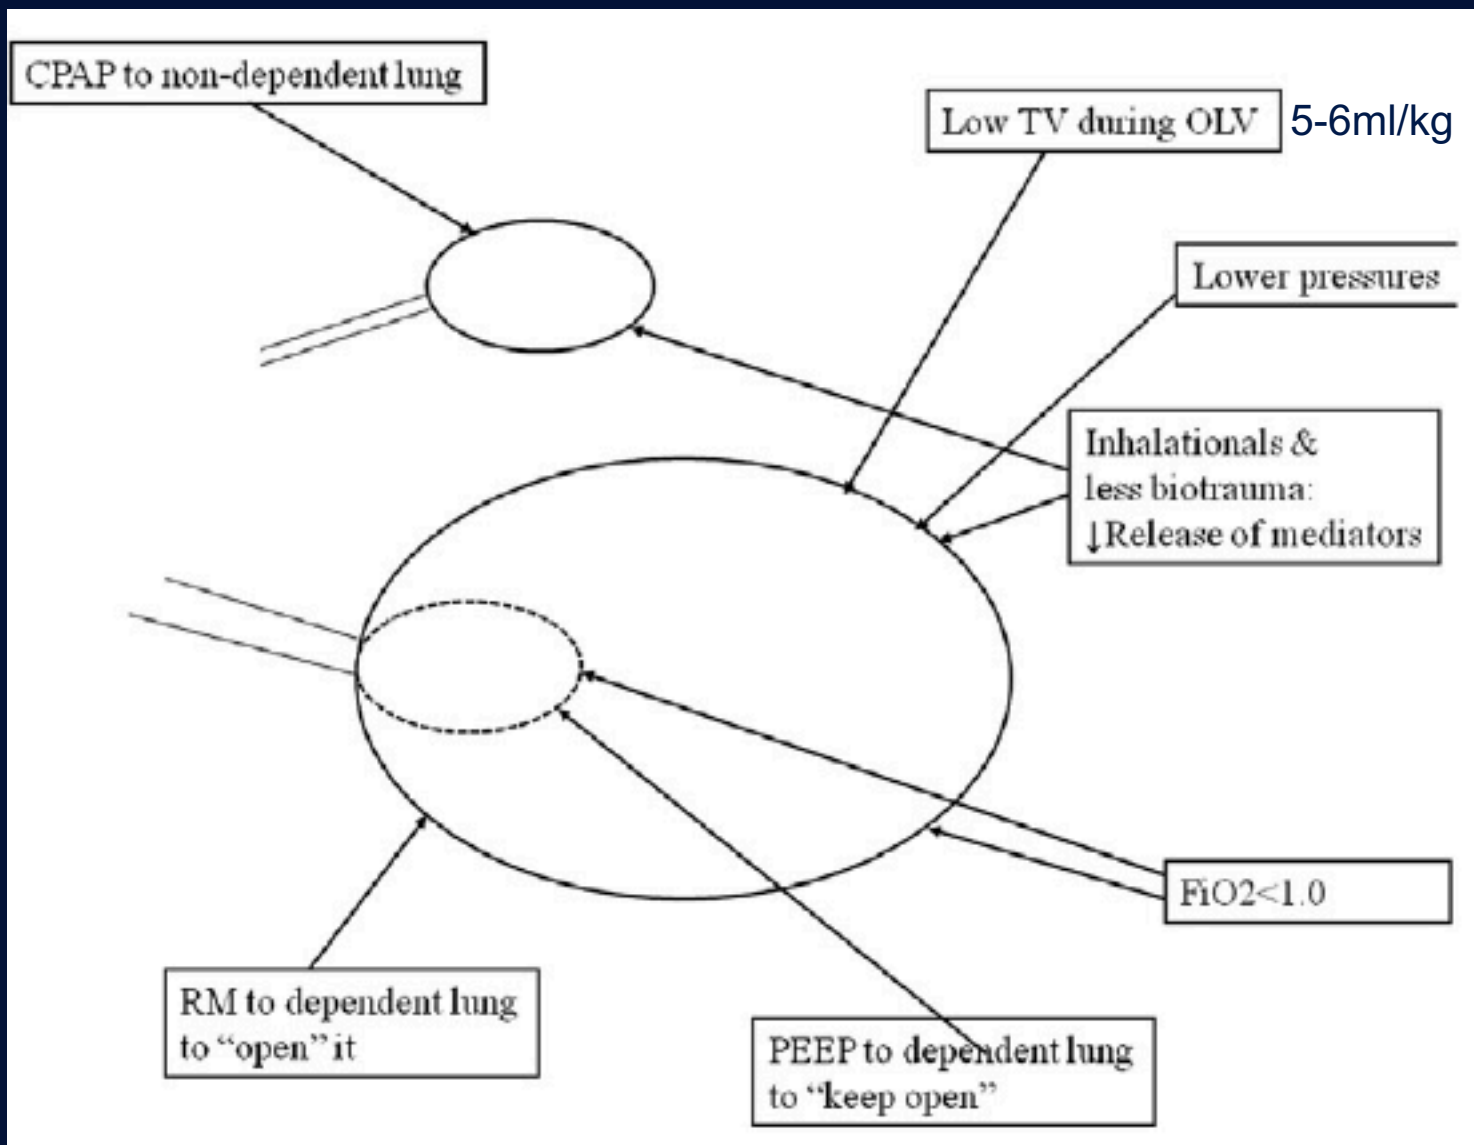 CPAP to non-dependent lung
Low TV during OLV 5-6ml/kg
Lower pressures
Inhalationals &
less biotrauma:
↓Release of mediators
FiO2<1.0
RM to dependent lung
to “open” it
PEEP to dependent lung
to “keep open”